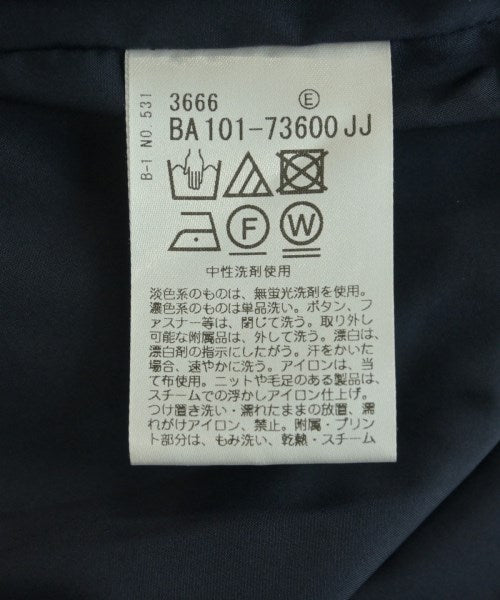 3666 Ⓔ
BA101-73600JJ
B-1 NO.531
F W
中性洗剤使用
淡色系のものは、無蛍光洗剤を使用。
濃色系のものは単品洗い。ボタン、フ
ァスナー等は、閉じて洗う。取り外し
可能な附属品は、外して洗う。漂白は、
漂白剤の指示にしたがう。汗をかいた
場合、速やかに洗う。アイロンは、当
て布使用。ニットや毛足のある製品は、
スチームでの浮かしアイロン仕上げ。
つけ置き洗い・濡れたままの放置、濡
れがけアイロン、禁止。附属・プリン
ト部分は、もみ洗い、乾熱・スチーム